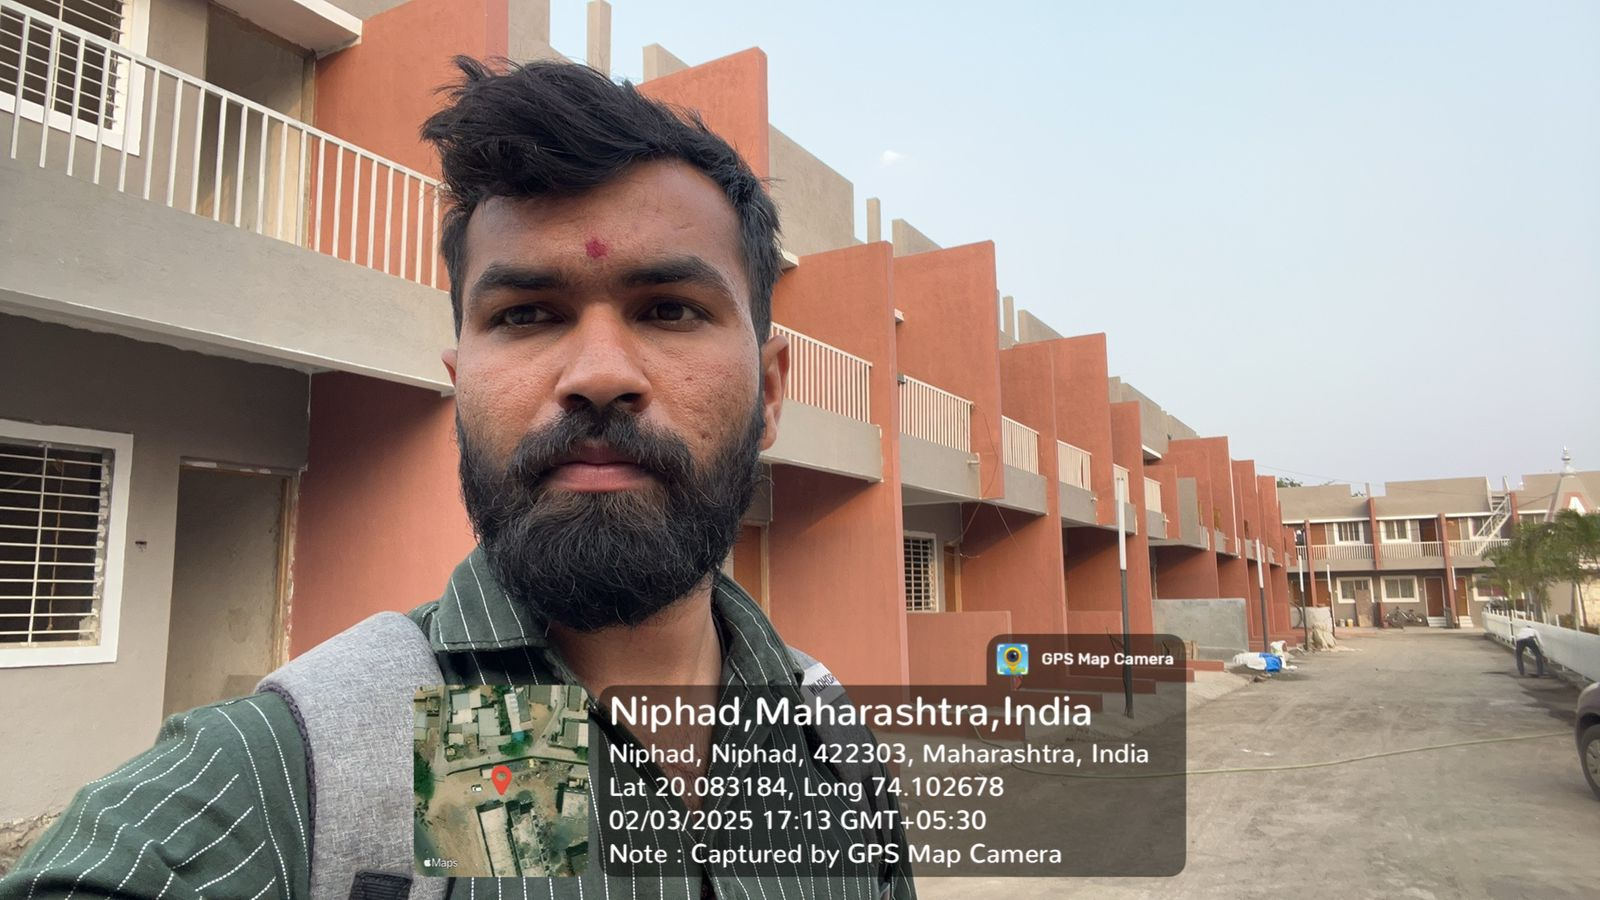 GPS Map Camera
Niphad,Maharashtra,India
Niphad, Niphad, 422303, Maharashtra, India
Lat 20.083184, Long 74.102678
02/03/2025 17:13 GMT+05:30
Note : Captured by GPS Map Camera
Maps